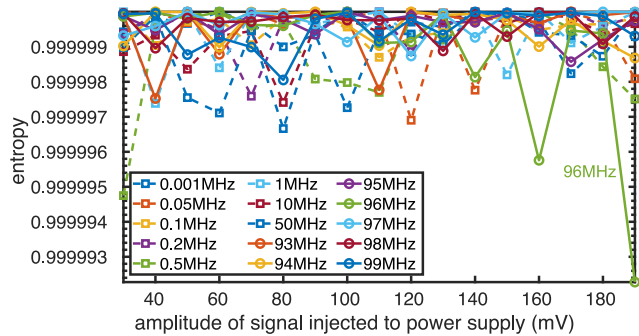 entropy
0.999999
0.999998
0.999997
0.999996
0.999995
0.999994
0.999993
96MHz
0.001MHz 1MHz 95MHz
0.05MHz 10MHz 96MHz
0.1MHz 50MHz 97MHz
0.2MHz 93MHz 98MHz
0.5MHz 94MHz 99MHz
40 60 80 100 120 140 160 180
amplitude of signal injected to power supply (mV)